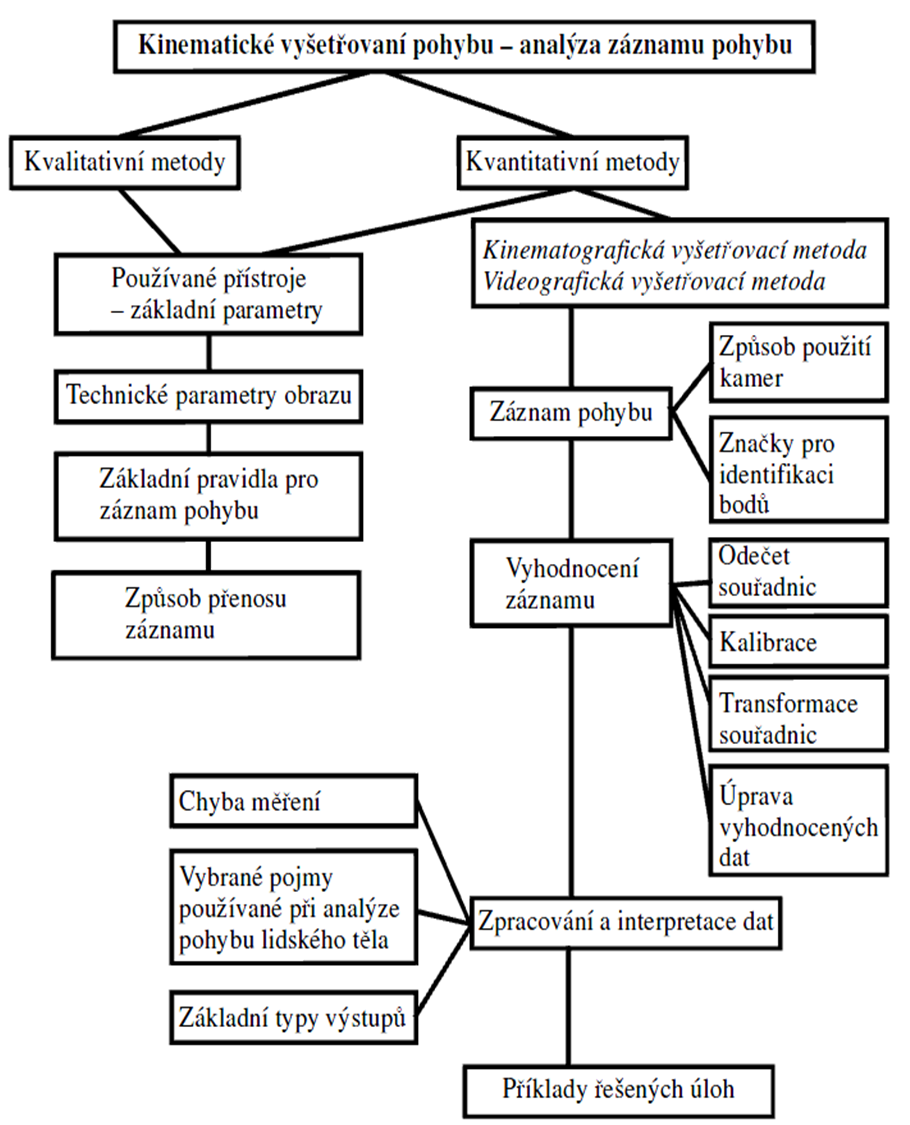 Kinematické vyšetřovaní pohybu – analýza záznamu pohybu
Kvalitativní metody
Kvantitativní metody
Používané přístroje
– základní parametry
Technické parametry obrazu
Základní pravidla pro
záznam pohybu
Způsob přenosu
záznamu
Kinematografická vyšetřovací metoda
Videografická vyšetřovací metoda
Záznam pohybu
Způsob použití
kamer
Značky pro
identifikaci
bodů
Vyhodnocení
záznamu
Odečet
souřadnic
Kalibrace
Transformace
souřadnic
Úprava
vyhodnocených
dat
Chyba měření
Vybrané pojmy
používané při analýze
pohybu lidského těla
Základní typy výstupů
Zpracování a interpretace dat
Příklady řešených úloh